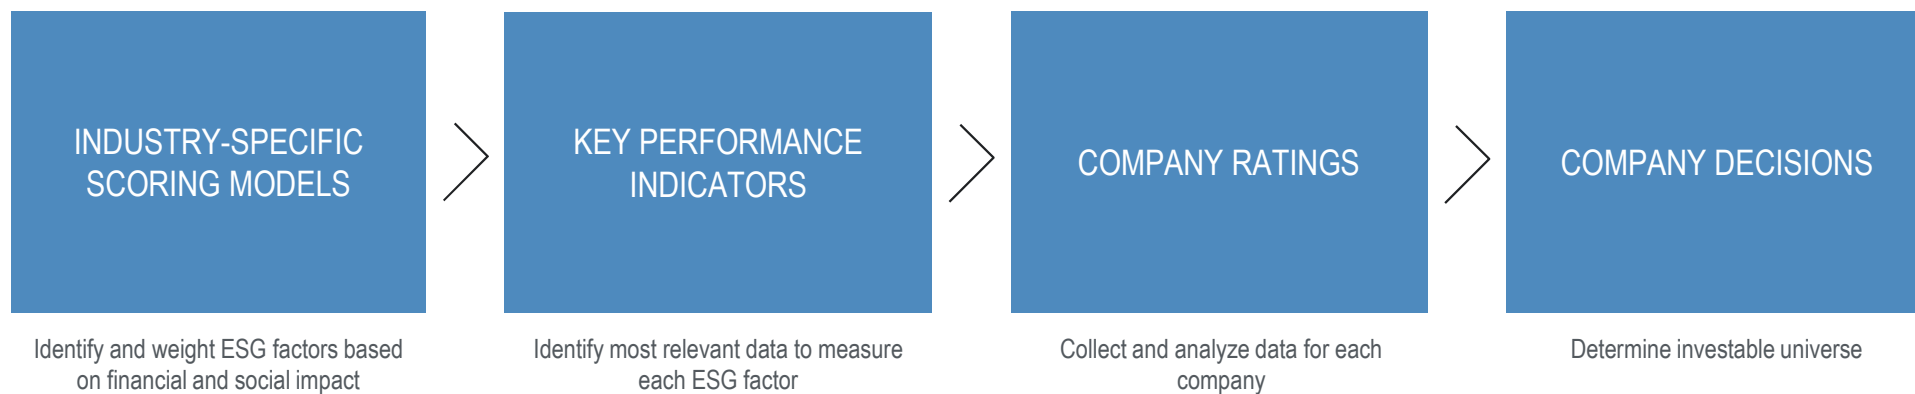 INDUSTRY-SPECIFIC
SCORING MODELS
Identify and weight ESG factors based
on financial and social impact
KEY PERFORMANCE
INDICATORS
Identify most relevant data to measure
each ESG factor
COMPANY RATINGS
Collect and analyze data for each
company
COMPANY DECISIONS
Determine investable universe